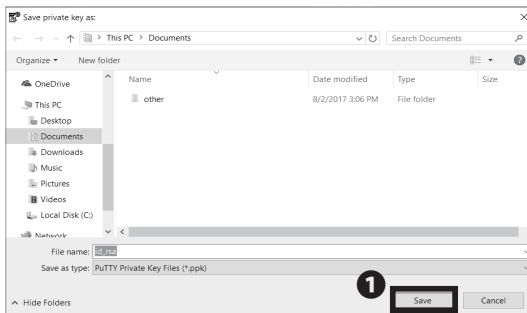 Save private key as:
This PC > Documents
Search Documents
Organize
New folder
Name
Date modified
Type
Size
OneDrive
other
8/2/2017 3:06 PM
File folder
This PC
Desktop
Documents
Downloads
Music
Pictures
Videos
Local Disk (C:)
Network
File name: id_rsa
Save as type: PuTTY Private Key Files (*.ppk)
1
Hide Folders
Save
Cancel